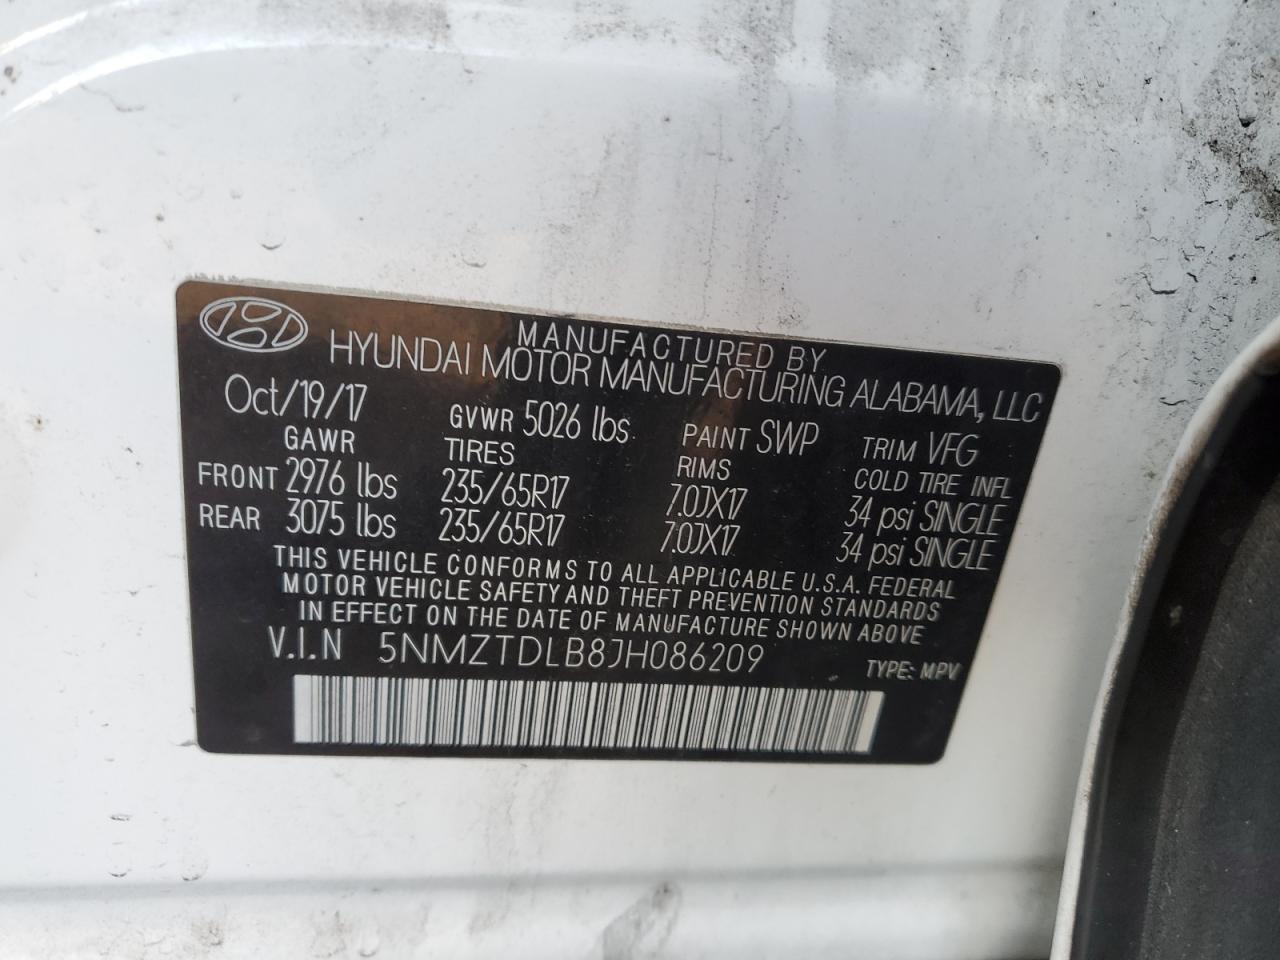 MANUFACTURED BY
HYUNDAI MOTOR MANUFACTURING ALABAMA, LLC
Oct/19/17 GVWR 5026 lbs PAINT SWP TRIM VFG
GAWR TIRES RIMS COLD TIRE INFL
FRONT 2976 lbs 235/65R17 7.0JX17 34 psi SINGLE
REAR 3075 lbs 235/65R17 7.0JX17 34 psi SINGLE
THIS VEHICLE CONFORMS TO ALL APPLICABLE U.S.A. FEDERAL
MOTOR VEHICLE SAFETY AND THEFT PREVENTION STANDARDS
IN EFFECT ON THE DATE OF MANUFACTURE SHOWN ABOVE
V.I.N 5NMZTDLB8JH086209 TYPE: MPV